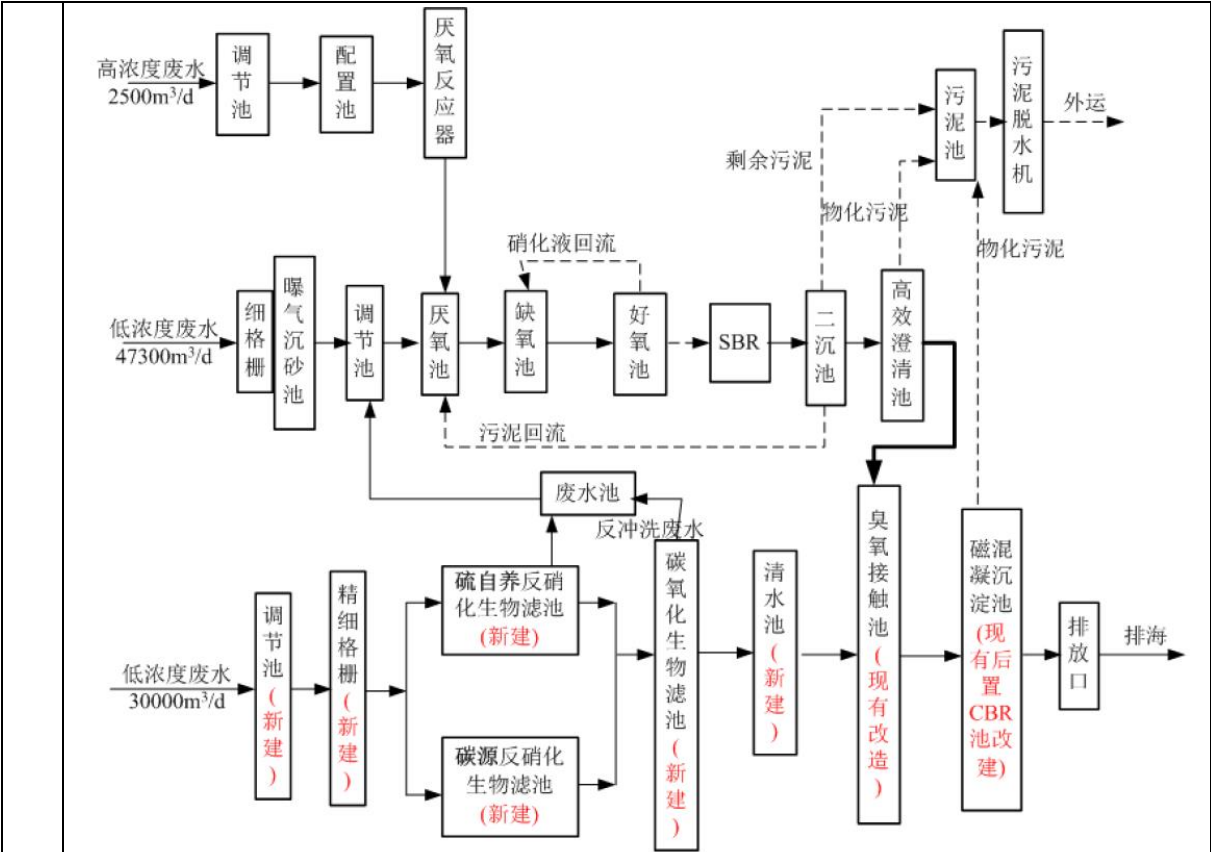 高浓度废水
2500m³/d
调节池
配置池
厌氧反应器
污泥池
污泥脱水机
外运
剩余污泥
物化污泥
物化污泥
硝化液回流
低浓度废水
47300m³/d
细格栅
曝气沉砂池
调节池
厌氧池
缺氧池
好氧池
SBR
二沉池
高效澄清池
污泥回流
废水池
反冲洗废水
低浓度废水
30000m³/d
调节池(新建)
精细格栅(新建)
硫自养反硝
化生物滤池
(新建)
碳源反硝化
生物滤池
(新建)
碳氧化生物滤池(新建)
清水池(新建)
臭氧接触池(现有改造)
磁混
凝沉
淀池
(现
有后
置
CBR
池改
建)
排放口
排海